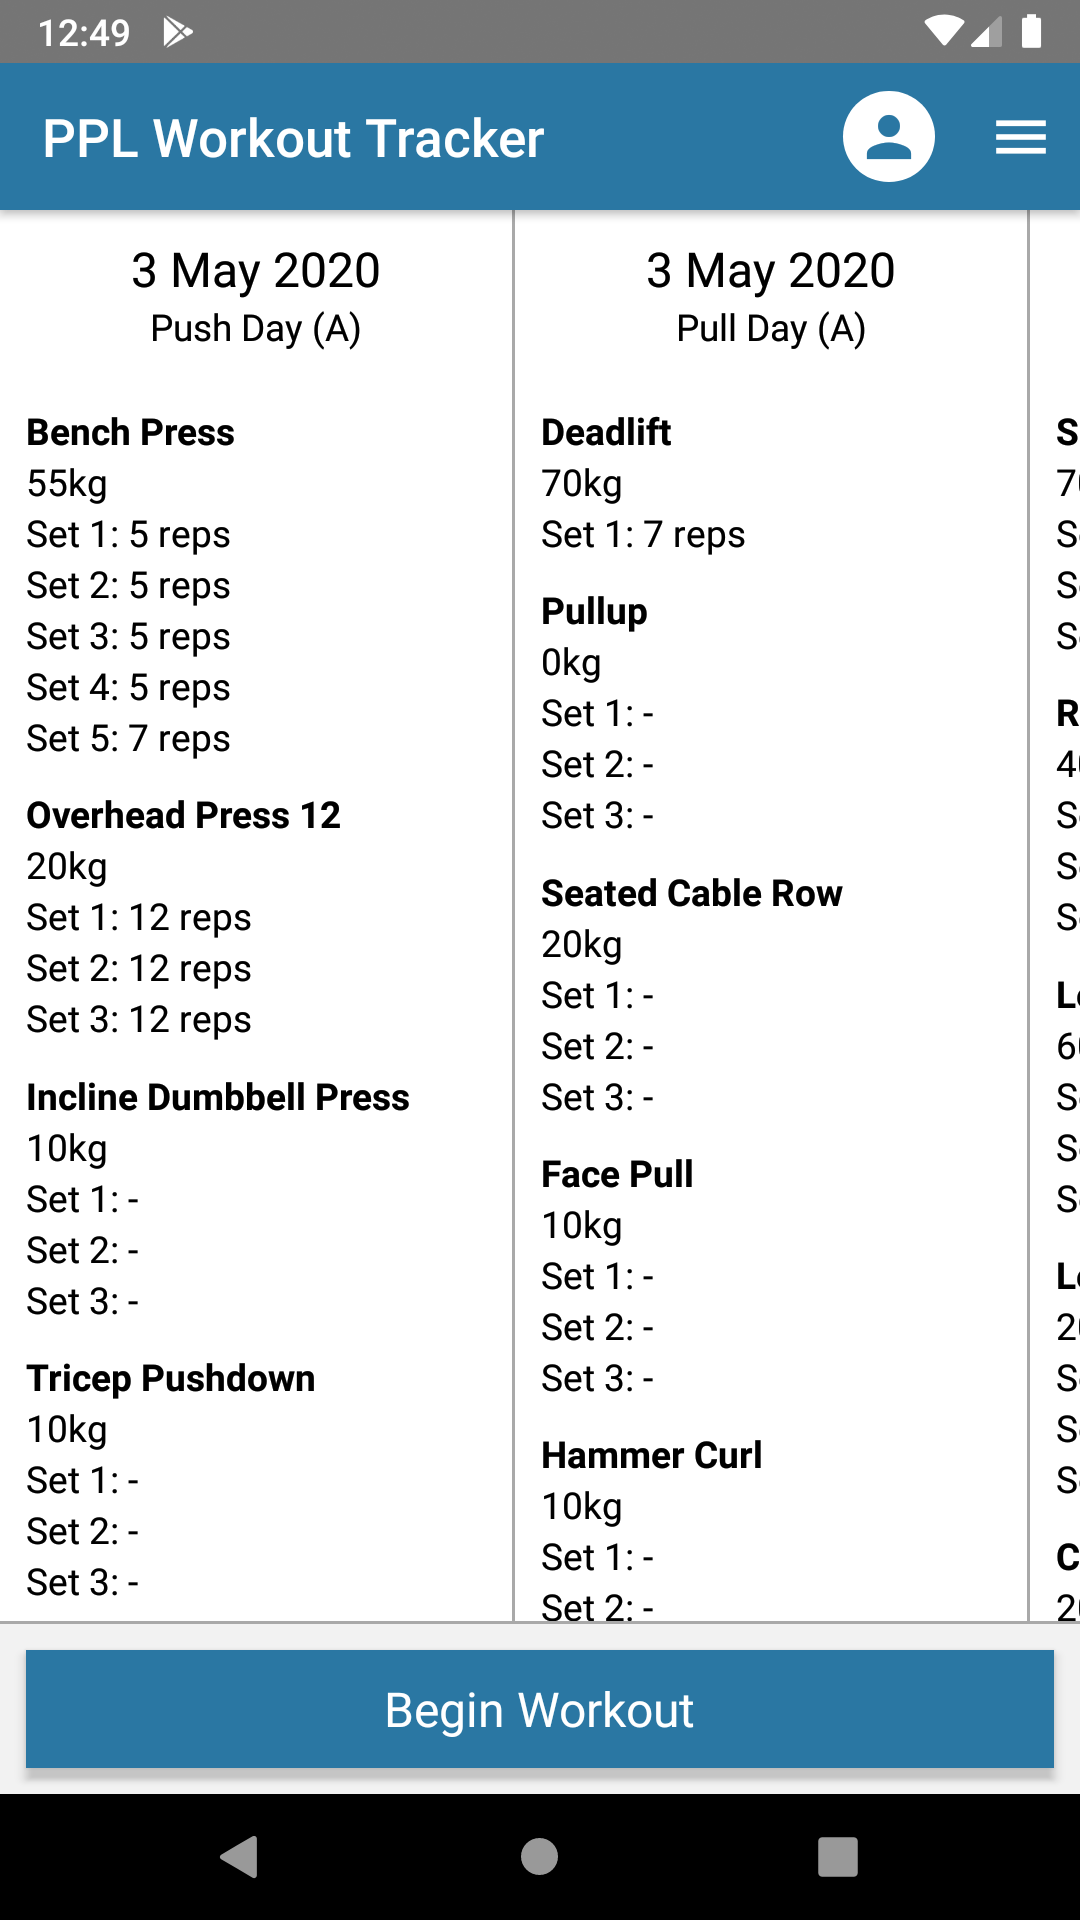 12:49
PPL Workout Tracker
3 May 2020
Push Day (A)
Bench Press
55kg
Set 1: 5 reps
Set 2: 5 reps
Set 3: 5 reps
Set 4: 5 reps
Set 5: 7 reps
Overhead Press 12
20kg
Set 1: 12 reps
Set 2: 12 reps
Set 3: 12 reps
Incline Dumbbell Press
10kg
Set 1: -
Set 2: -
Set 3: -
Tricep Pushdown
10kg
Set 1: -
Set 2: -
Set 3: -
3 May 2020
Pull Day (A)
Deadlift
70kg
Set 1: 7 reps
Pullup
0kg
Set 1: -
Set 2: -
Set 3: -
Seated Cable Row
20kg
Set 1: -
Set 2: -
Set 3: -
Face Pull
10kg
Set 1: -
Set 2: -
Set 3: -
Hammer Curl
10kg
Set 1: -
Set 2: -
Begin Workout